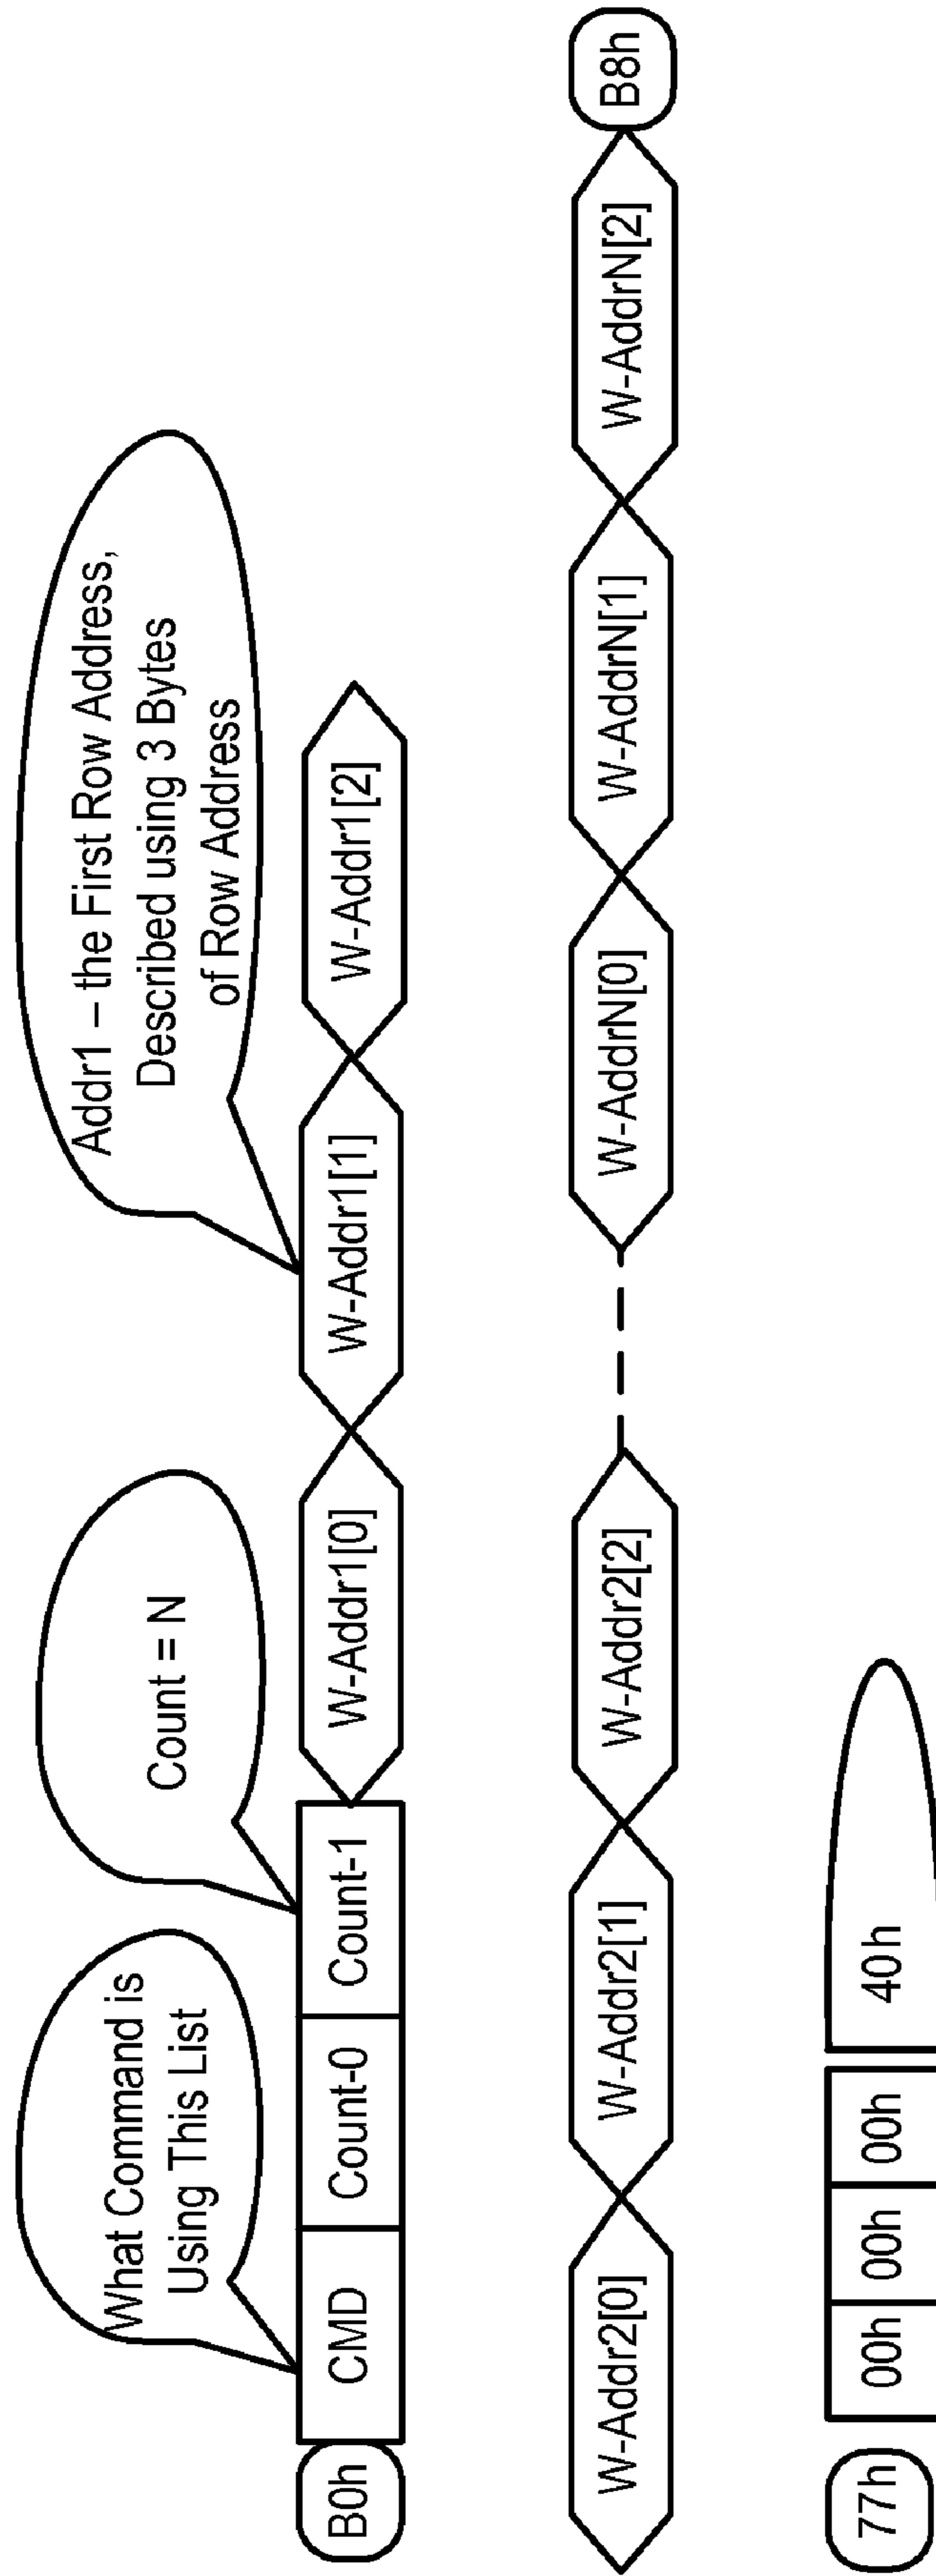 What Command is
Using This List
Count = N
Addr1 – the First Row Address,
Described using 3 Bytes
of Row Address
B0h CMD Count-0 Count-1 W-Addr1[0] W-Addr1[1] W-Addr1[2]
W-Addr2[0] W-Addr2[1] W-Addr2[2] W-AddrN[0] W-AddrN[1] W-AddrN[2] B8h
77h 00h 00h 00h 40h